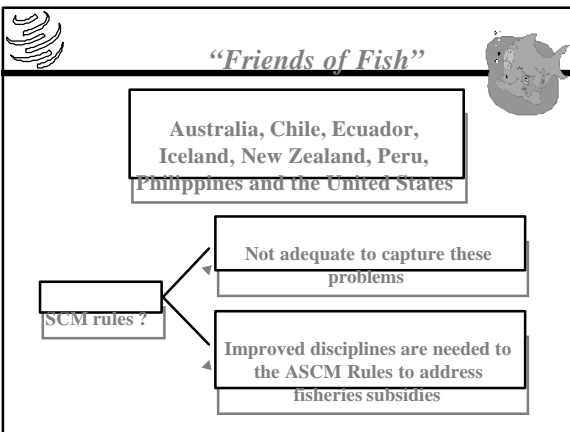 “Friends of Fish”
Australia, Chile, Ecuador,
Iceland, New Zealand, Peru,
Philippines and the United States
Not adequate to capture these
problems
SCM rules ?
Improved disciplines are needed to
the ASCM Rules to address
fisheries subsidies